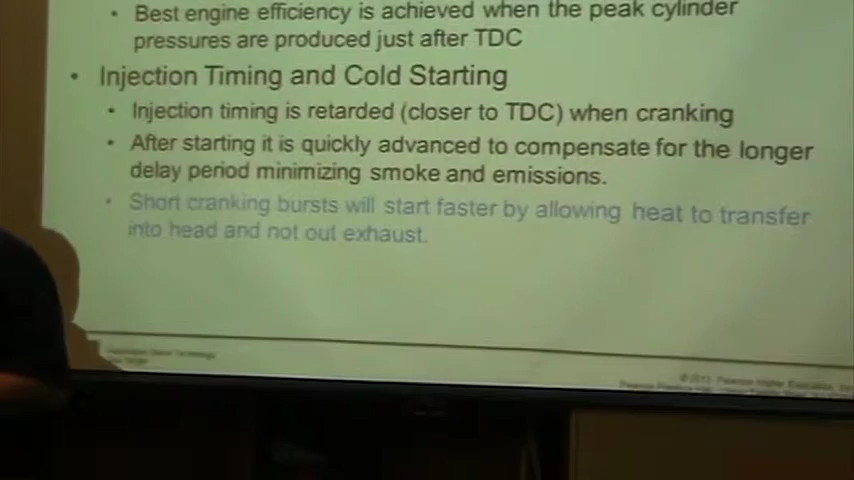 • Best engine efficiency is achieved when the peak cylinder
pressures are produced just after TDC
• Injection Timing and Cold Starting
• Injection timing is retarded (closer to TDC) when cranking
• After starting it is quickly advanced to compensate for the longer
delay period minimizing smoke and emissions.
• Short cranking bursts will start faster by allowing heat to transfer
into head and not out exhaust.